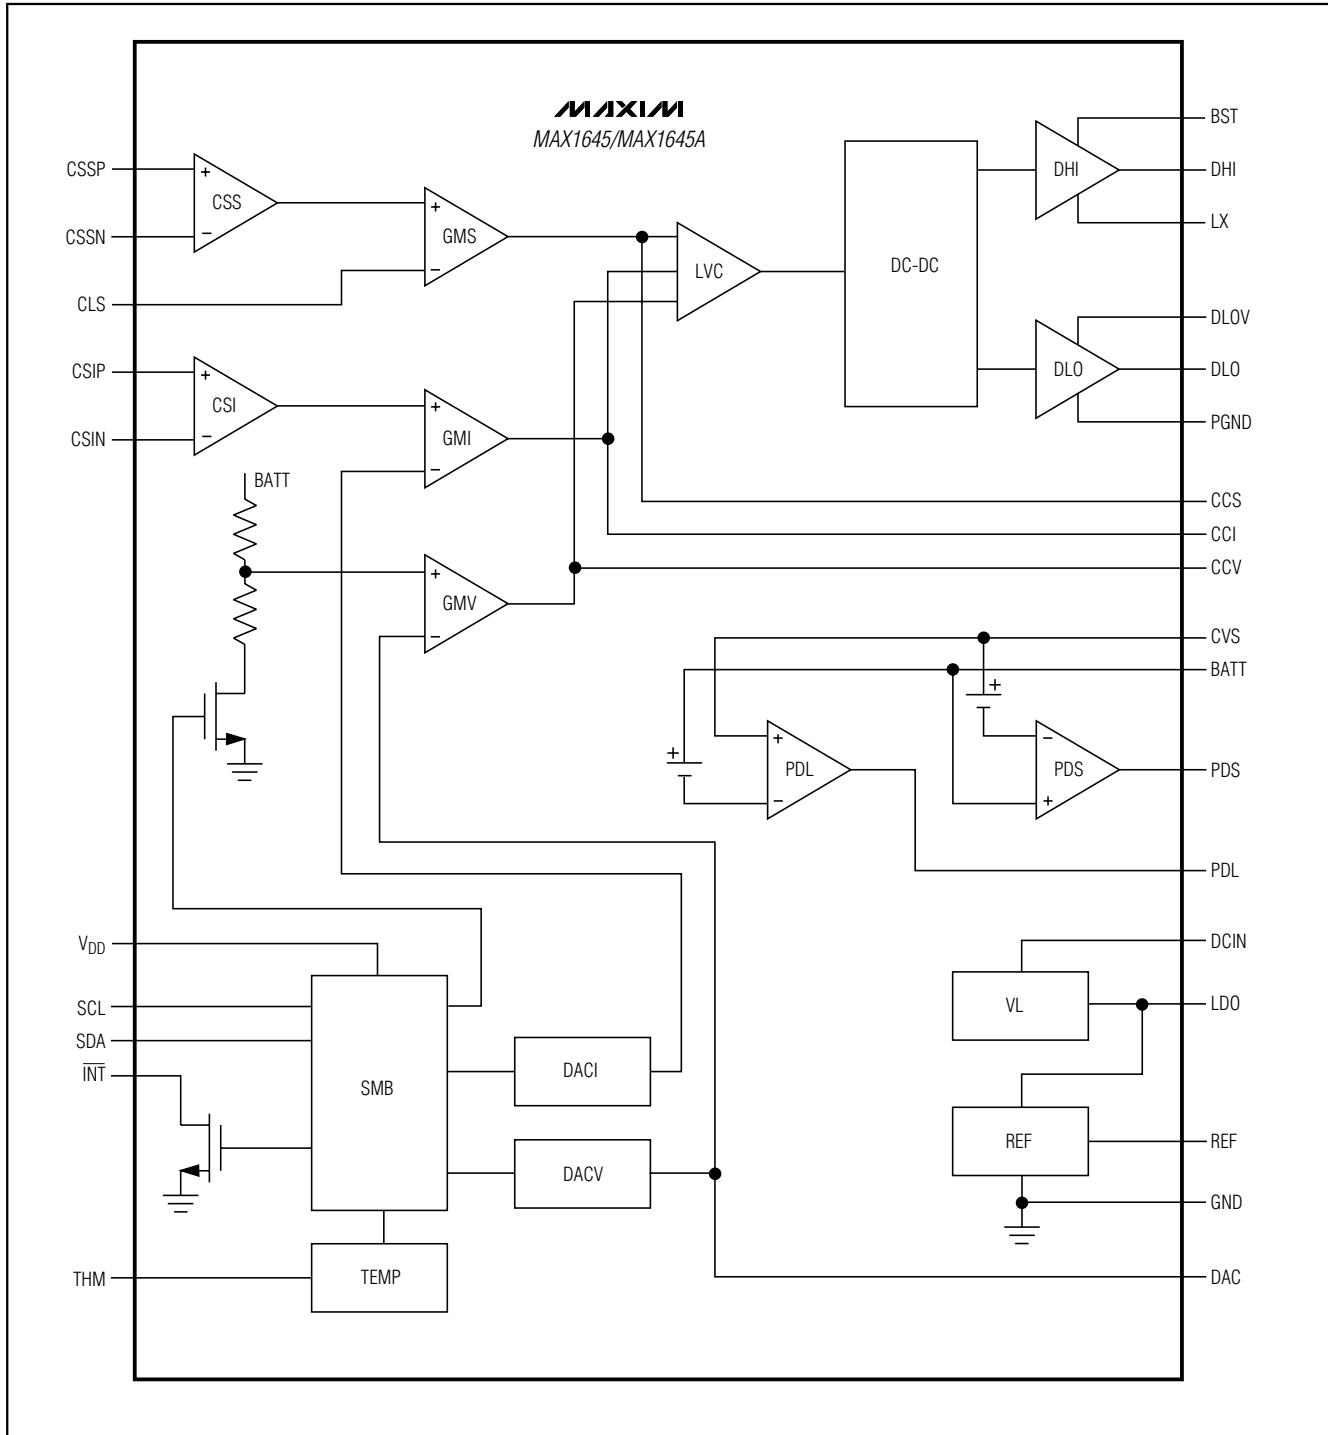 MAXIM
MAX1645/MAX1645A
BST
CSSP
+
CSS
DHI
DHI
+
GMS
LX
CSSN
−
LVC
DC-DC
−
CLS
DLOV
CSIP
+
DLO
DLO
CSI
+
GMI
PGND
CSIN
−
−
BATT
CCS
CCI
CCV
+
GMV
−
CVS
BATT
+
+
−
+
PDL
PDS
PDS
−
+
PDL
VDD
DCIN
SCL
VL
LDO
SDA
INT
DACI
SMB
REF
REF
DACV
GND
THM
TEMP
DAC